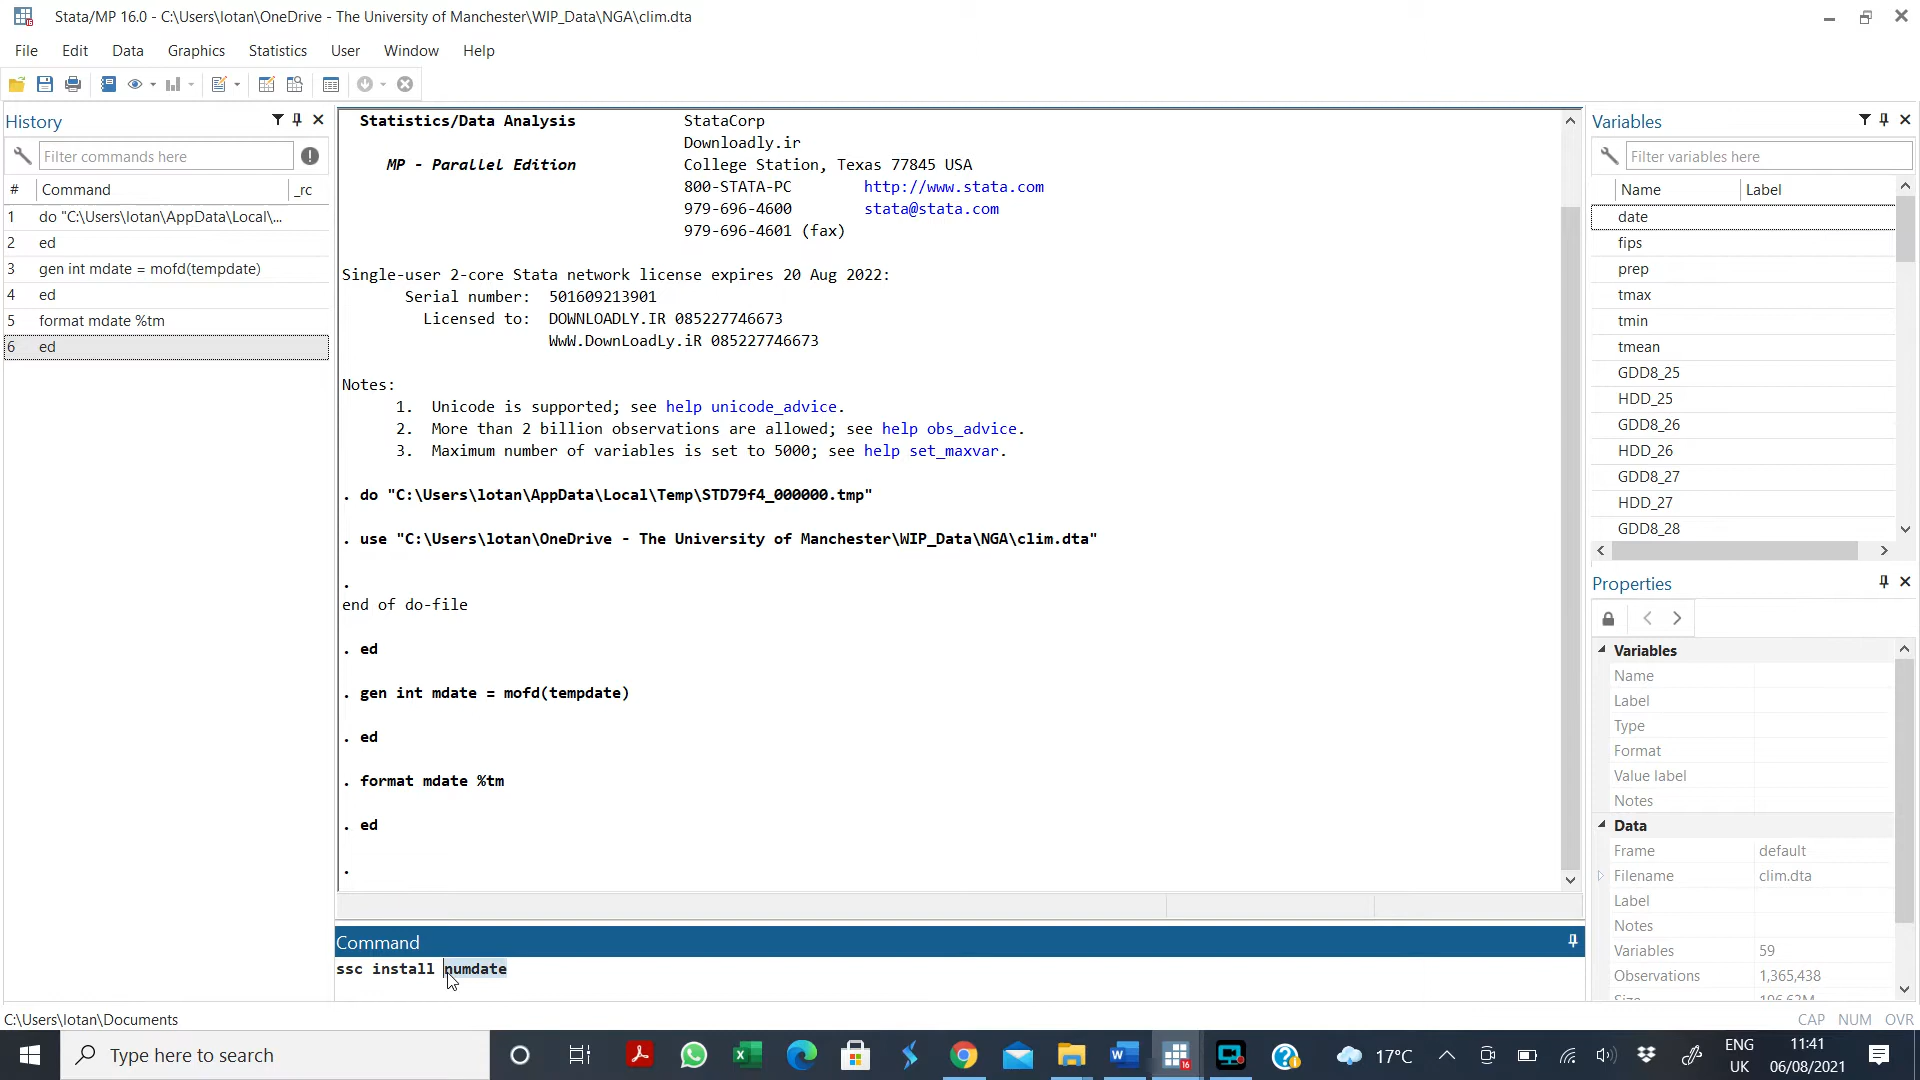 Stata/MP 16.0 - C:\Users\lotan\OneDrive - The University of Manchester\WIP_Data\NGA\clim.dta
File Edit Data Graphics Statistics User Window Help
History
Filter commands here
# Command _rc
1 do "C:\Users\lotan\AppData\Local\...
2 ed
3 gen int mdate = mofd(tempdate)
4 ed
5 format mdate %tm
6 ed
Statistics/Data Analysis StataCorp
Downloadly.ir
MP - Parallel Edition College Station, Texas 77845 USA
800-STATA-PC http://www.stata.com
979-696-4600 stata@stata.com
979-696-4601 (fax)
Single-user 2-core Stata network license expires 20 Aug 2022:
Serial number: 501609213901
Licensed to: DOWNLOADLY.IR 085227746673
WwW.DownLoadLy.iR 085227746673
Notes:
1. Unicode is supported; see help unicode_advice.
2. More than 2 billion observations are allowed; see help obs_advice.
3. Maximum number of variables is set to 5000; see help set_maxvar.
. do "C:\Users\lotan\AppData\Local\Temp\STD79f4_000000.tmp"
. use "C:\Users\lotan\OneDrive - The University of Manchester\WIP_Data\NGA\clim.dta"
.
end of do-file
. ed
. gen int mdate = mofd(tempdate)
. ed
. format mdate %tm
. ed
.
Command
ssc install numdate
Variables
Filter variables here
Name Label
date
fips
prep
tmax
tmin
tmean
GDD8_25
HDD_25
GDD8_26
HDD_26
GDD8_27
HDD_27
GDD8_28
Properties
Variables
Name
Label
Type
Format
Value label
Notes
Data
Frame default
Filename clim.dta
Label
Notes
Variables 59
Observations 1,365,438
C:\Users\lotan\Documents
CAP NUM OVR
Type here to search
17°C
ENG
UK
11:41
06/08/2021